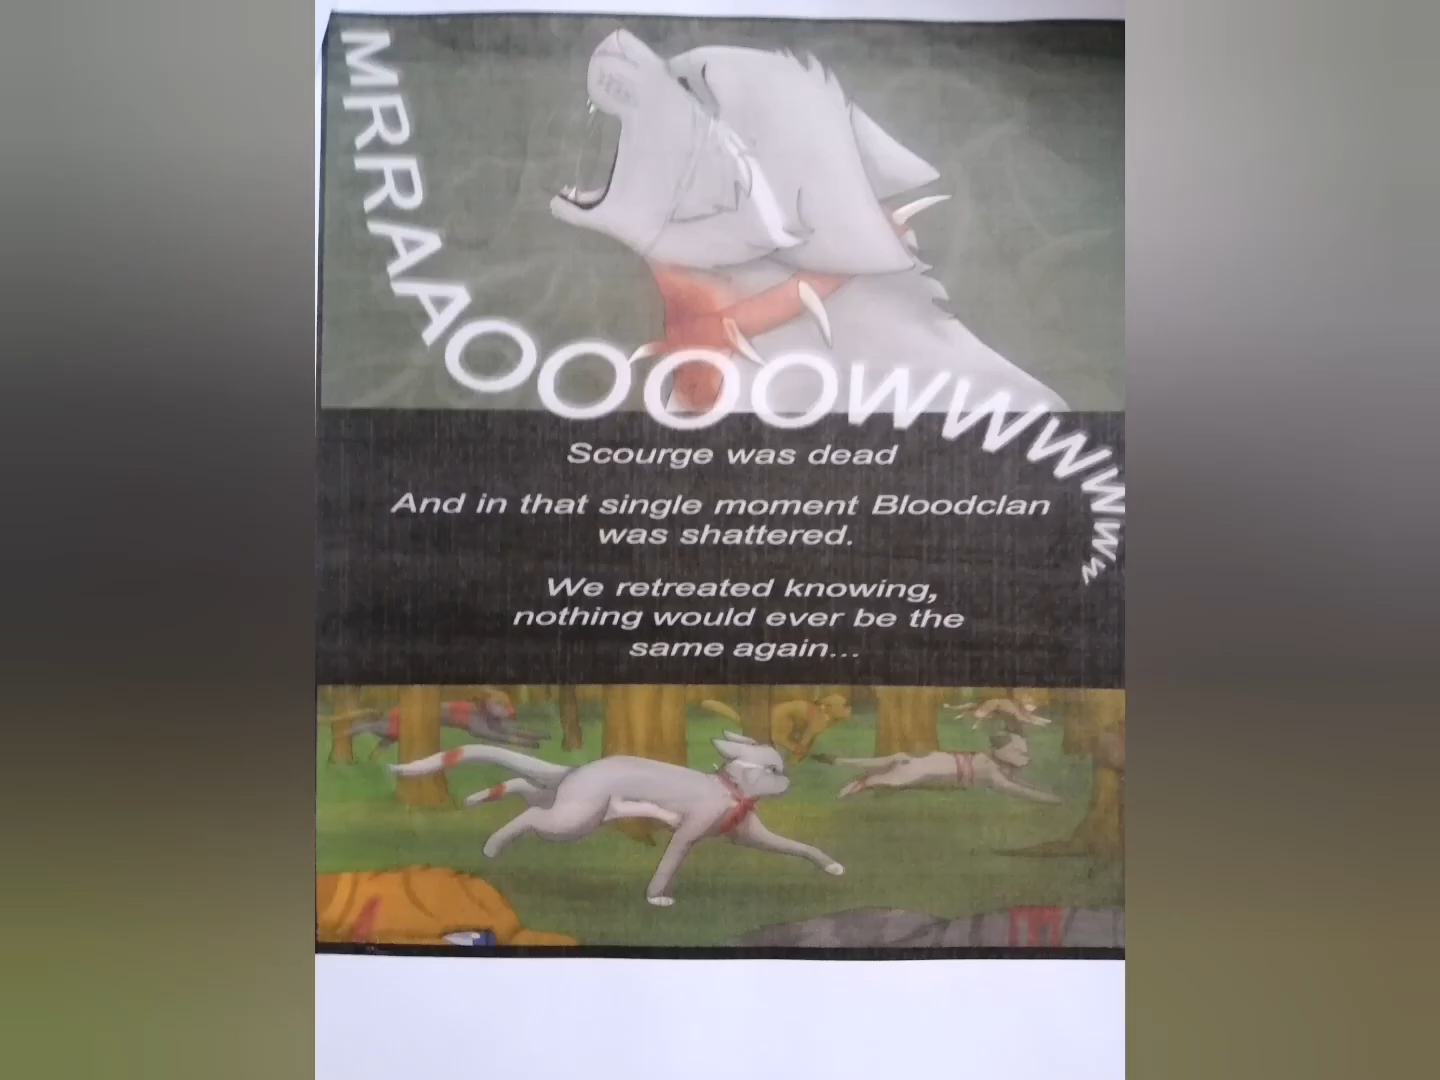 MRRAAOOOOWWWWWw
Scourge was dead
And in that single moment Bloodclan
was shattered.
We retreated knowing,
nothing would ever be the
same again...